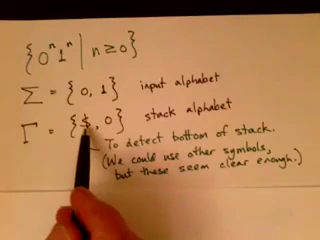 {0ⁿ1ⁿ | n ≥ 0}
Σ = {0, 1} input alphabet
Γ = {$, 0} stack alphabet
To detect bottom of stack.
(We could use other symbols,
but these seem clear enough.)